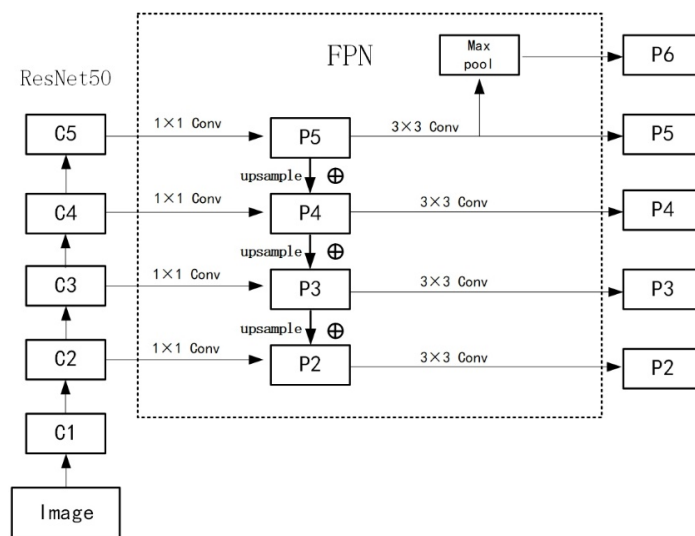 FPN
Max
pool
P6
ResNet50
C5
1×1 Conv
P5
3×3 Conv
P5
upsample ⊕
C4
1×1 Conv
P4
3×3 Conv
P4
upsample ⊕
C3
1×1 Conv
P3
3×3 Conv
P3
upsample ⊕
C2
1×1 Conv
P2
3×3 Conv
P2
C1
Image